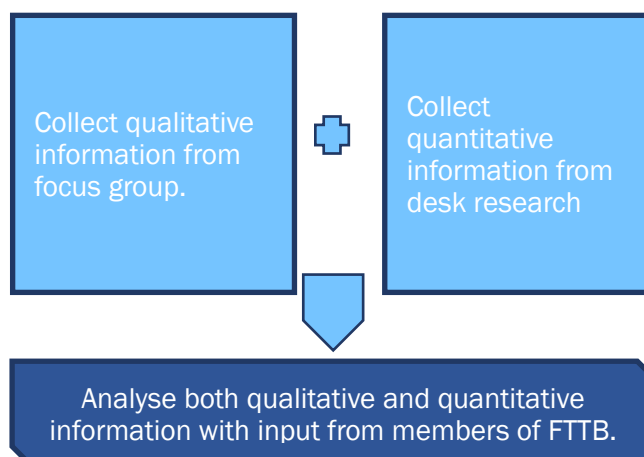 Collect qualitative
information from
focus group.
Collect
quantitative
information from
desk research
Analyse both qualitative and quantitative
information with input from members of FTTB.